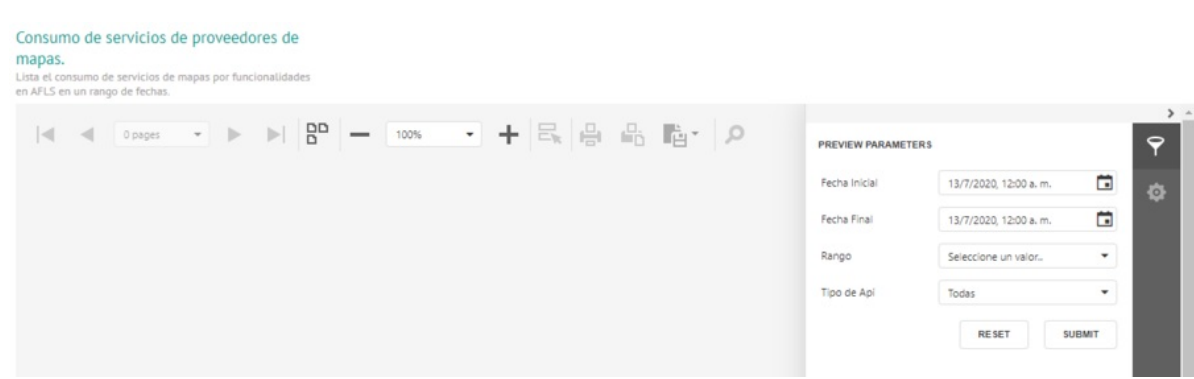 Consumo de servicios de proveedores de
mapas.
Lista el consumo de servicios de mapas por funcionalidades
en AFLS en un rango de fechas.
0 pages
100%
PREVIEW PARAMETERS
Fecha Inicial 13/7/2020, 12:00 a. m.
Fecha Final 13/7/2020, 12:00 a. m.
Rango Seleccione un valor...
Tipo de Api Todas
RESET SUBMIT